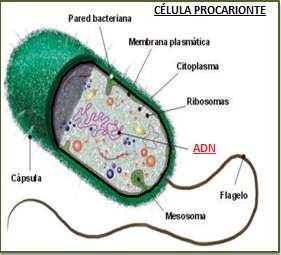 CÉLULA PROCARIONTE
Pared bacteriana
Membrana plasmática
Citoplasma
Ribosomas
ADN
Cápsula
Flagelo
Mesosoma